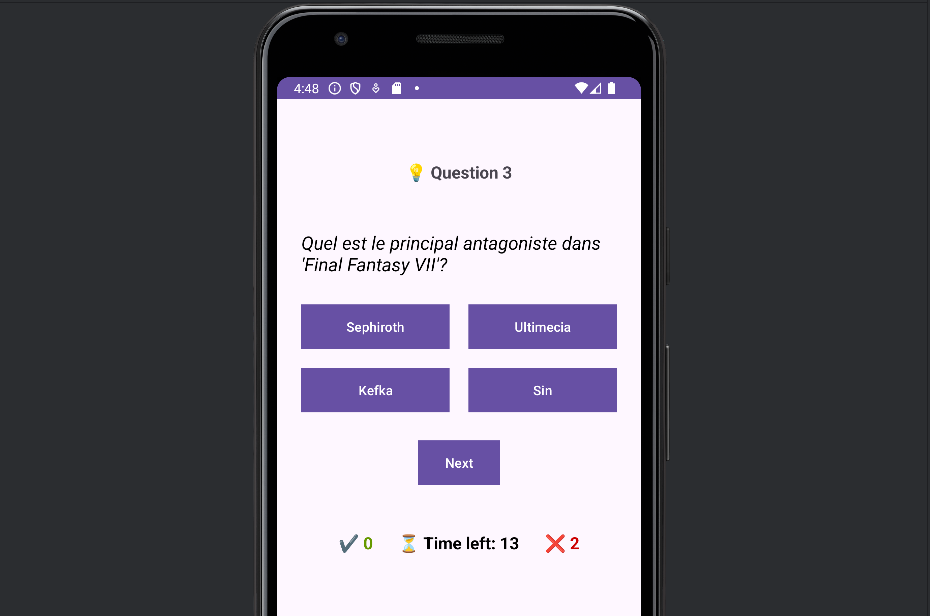 4:48
💡 Question 3
Quel est le principal antagoniste dans
'Final Fantasy VII'?
Sephiroth Ultimecia
Kefka Sin
Next
✔ 0 ⏳ Time left: 13 ❌ 2